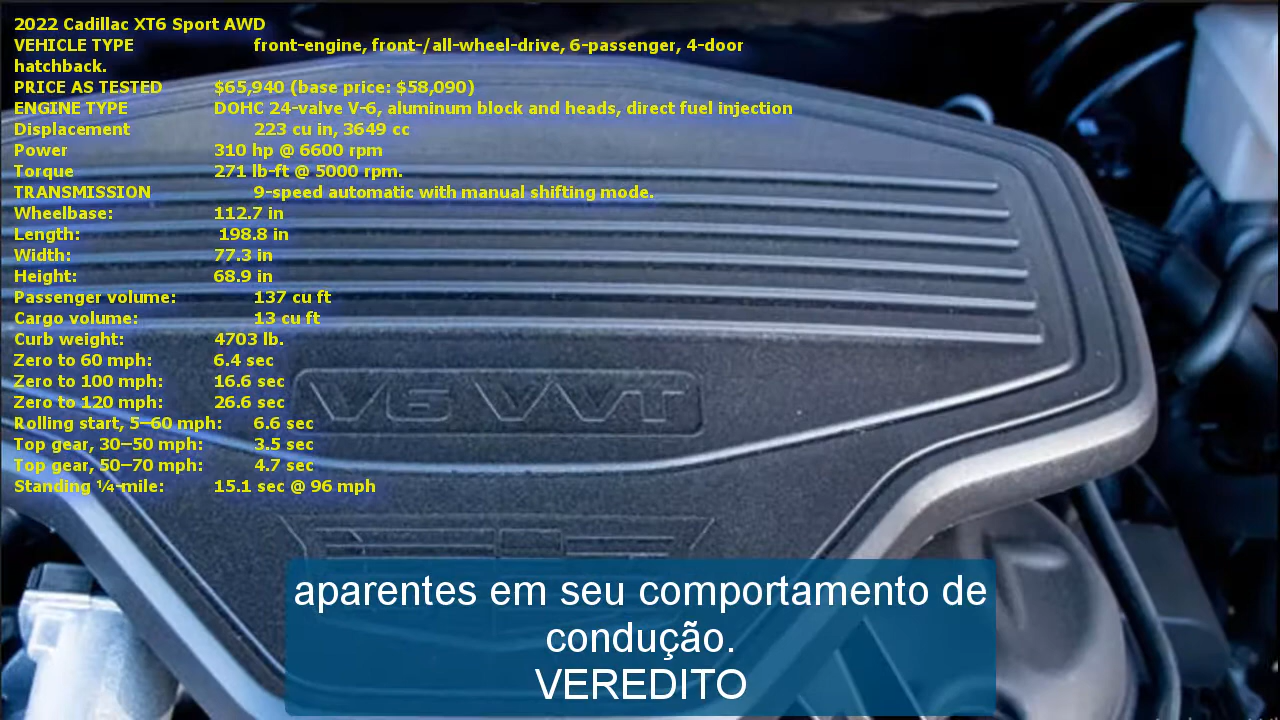 2022 Cadillac XT6 Sport AWD
VEHICLE TYPE front-engine, front-/all-wheel-drive, 6-passenger, 4-door
hatchback.
PRICE AS TESTED $65,940 (base price: $58,090)
ENGINE TYPE DOHC 24-valve V-6, aluminum block and heads, direct fuel injection
Displacement 223 cu in, 3649 cc
Power 310 hp @ 6600 rpm
Torque 271 lb-ft @ 5000 rpm.
TRANSMISSION 9-speed automatic with manual shifting mode.
Wheelbase: 112.7 in
Length: 198.8 in
Width: 77.3 in
Height: 68.9 in
Passenger volume: 137 cu ft
Cargo volume: 13 cu ft
Curb weight: 4703 lb.
Zero to 60 mph: 6.4 sec
Zero to 100 mph: 16.6 sec
Zero to 120 mph: 26.6 sec
Rolling start, 5–60 mph: 6.6 sec
Top gear, 30–50 mph: 3.5 sec
Top gear, 50–70 mph: 4.7 sec
Standing ¼-mile: 15.1 sec @ 96 mph
V6 VVT
aparentes em seu comportamento de
condução.
VEREDITO